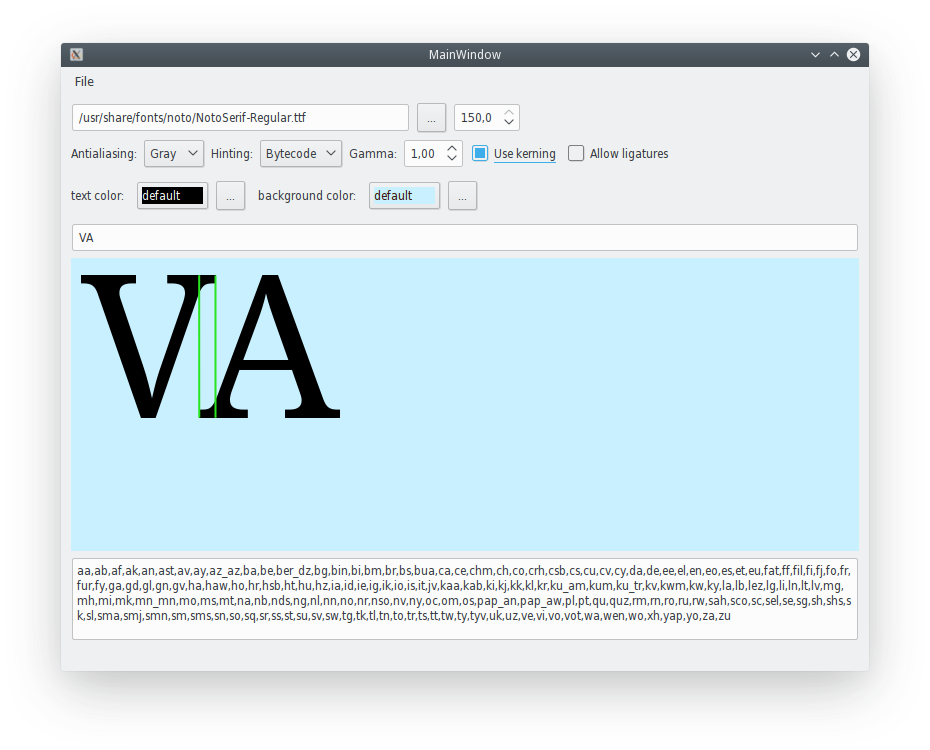 MainWindow
File
/usr/share/fonts/noto/NotoSerif-Regular.ttf ... 150,0
Antialiasing: Gray Hinting: Bytecode Gamma: 1,00 Use kerning Allow ligatures
text color: default ... background color: default ...
VA
VA
aa,ab,af,ak,an,ast,av,ay,az_az,ba,be,ber_dz,bg,bin,bi,bm,br,bs,bua,ca,ce,chm,ch,co,crh,csb,cs,cu,cv,cy,da,de,ee,el,en,eo,es,et,eu,fat,ff,fil,fi,fj,fo,fr,
fur,fy,ga,gd,gl,gn,gv,ha,haw,ho,hr,hsb,ht,hu,hz,ia,id,ie,ig,ik,io,is,it,jv,kaa,kab,ki,kj,kk,kl,kr,ku_am,kum,ku_tr,kv,kwm,kw,ky,la,lb,lez,lg,li,ln,lt,lv,mg,
mh,mi,mk,mn_mn,mo,ms,mt,na,nb,nds,ng,nl,nn,no,nr,nso,nv,ny,oc,om,os,pap_an,pap_aw,pl,pt,qu,quz,rm,rn,ro,ru,rw,sah,sco,sc,sel,se,sg,sh,shs,s
k,sl,sma,smj,smn,sm,sms,sn,so,sq,sr,ss,st,su,sv,sw,tg,tk,tl,tn,to,tr,ts,tt,tw,ty,tyv,uk,uz,ve,vi,vo,vot,wa,wen,wo,xh,yap,yo,za,zu